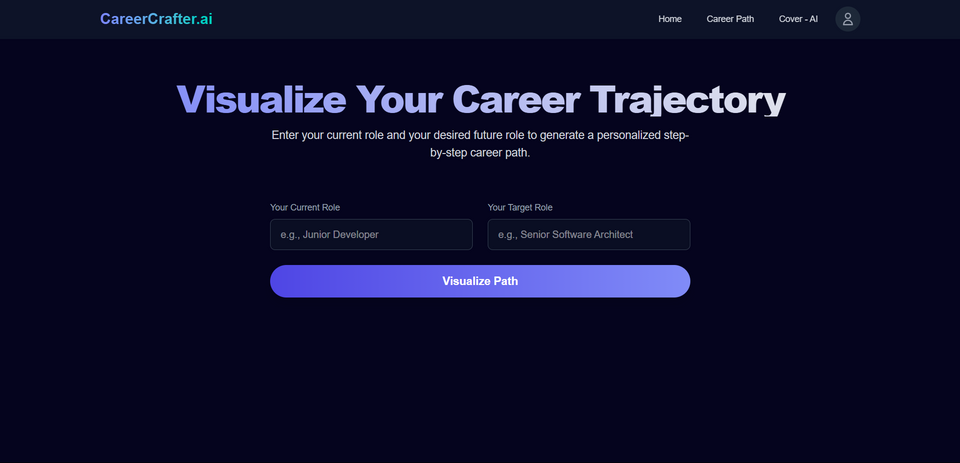 CareerCrafter.ai
Home
Career Path
Cover - AI
Visualize Your Career Trajectory
Enter your current role and your desired future role to generate a personalized step-
by-step career path.
Your Current Role
Your Target Role
e.g., Junior Developer
e.g., Senior Software Architect
Visualize Path